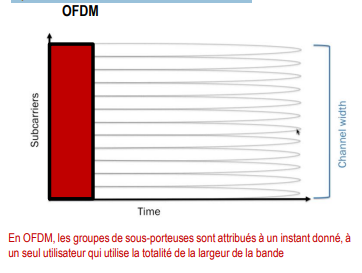 OFDM
Subcarriers
Channel width
Time
En OFDM, les groupes de sous-porteuses sont attribués à un instant donné, à
un seul utilisateur qui utilise la totalité de la largeur de la bande